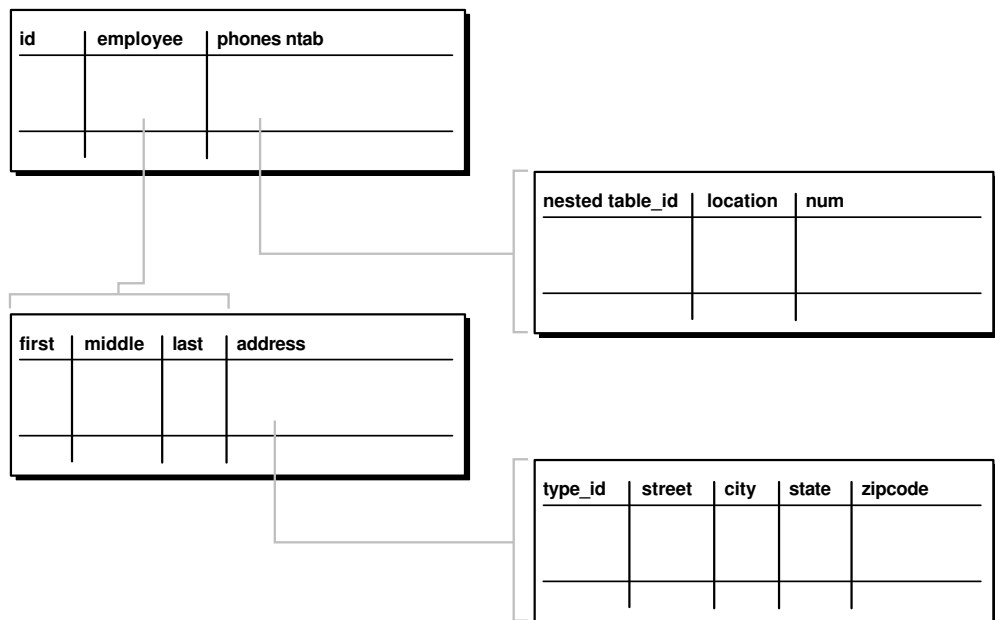 id employee phones ntab
nested table_id location num
first middle last address
type_id street city state zipcode